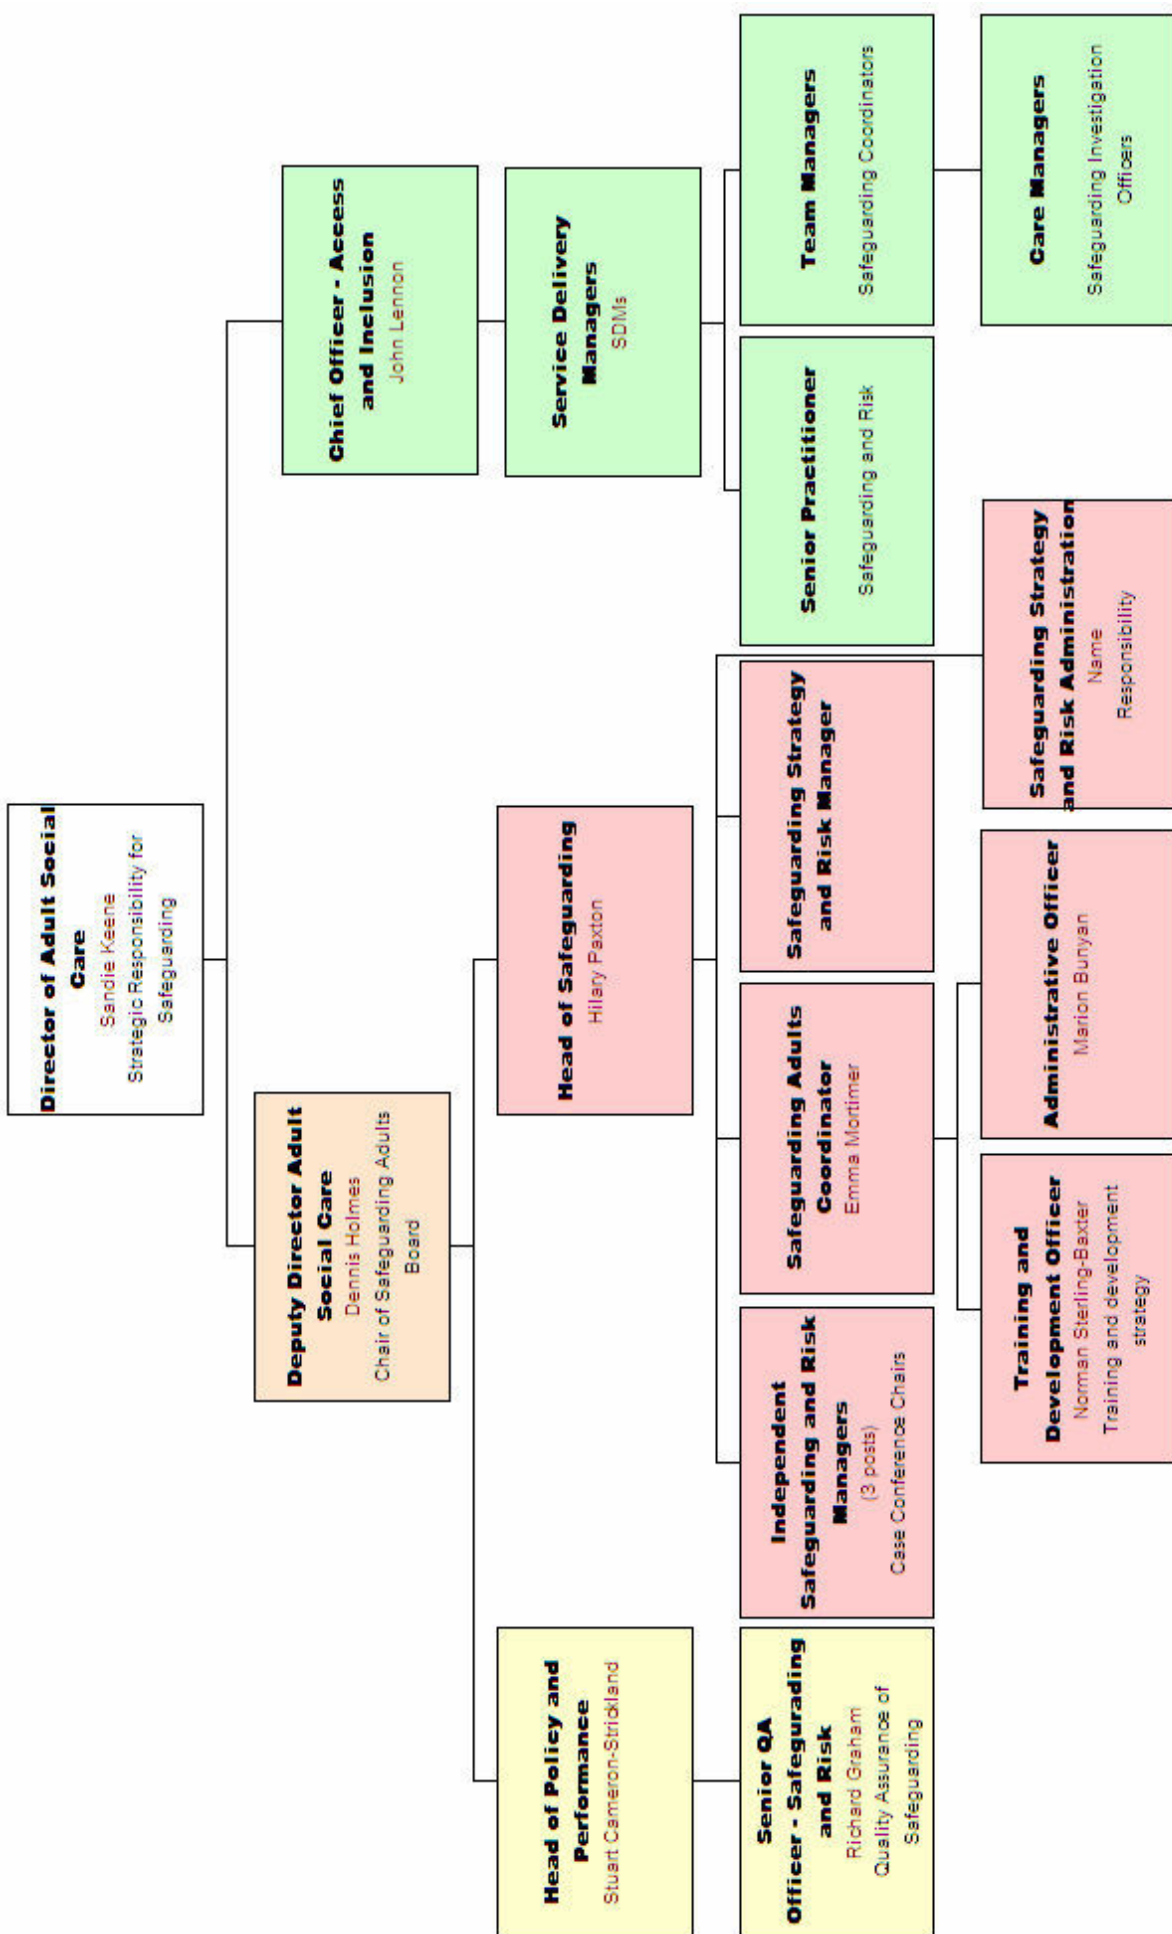 Director of Adult Social
Care
Sandie Keene
Strategic Responsibility for
Safeguarding
Deputy Director Adult
Social Care
Dennis Holmes
Chair of Safeguarding Adults
Board
Chief Officer - Access
and Inclusion
John Lennon
Head of Policy and
Performance
Stuart Cameron-Strickland
Head of Safeguarding
Hilary Paxton
Service Delivery
Managers
SDMs
Senior QA
Officer - Safegurading
and Risk
Richard Graham
Quality Assurance of
Safeguarding
Independent
Safeguarding and Risk
Managers
(3 posts)
Case Conference Chairs
Safeguarding Adults
Coordinator
Emma Mortimer
Safeguarding Strategy
and Risk Manager
Senior Practitioner
Safeguarding and Risk
Team Managers
Safeguarding Coordinators
Training and
Development Officer
Norman Sterling-Baxter
Training and development
strategy
Administrative Officer
Marion Bunyan
Safeguarding Strategy
and Risk Administration
Name
Responsibility
Care Managers
Safeguarding Investigation
Officers